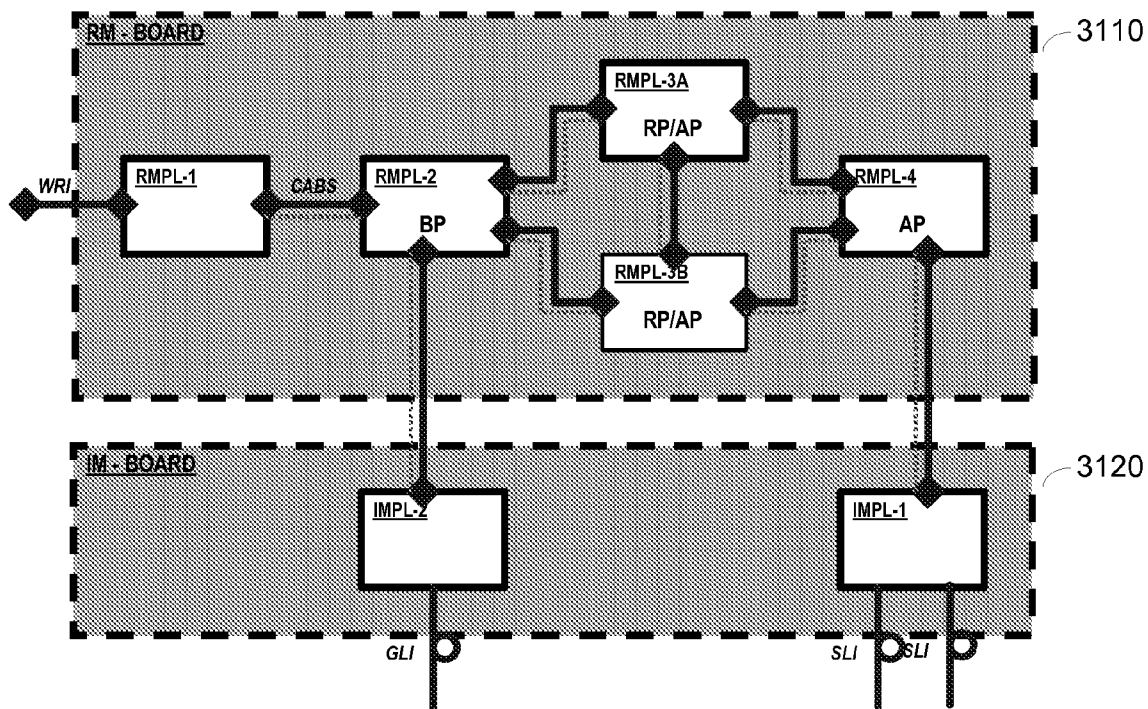 RM - BOARD
3110
RMPL-3A
RP/AP
WRI
RMPL-1
CABS
RMPL-2
BP
RMPL-4
AP
RMPL-3B
RP/AP
IM - BOARD
3120
IMPL-2
IMPL-1
GLI
SLI
SLI